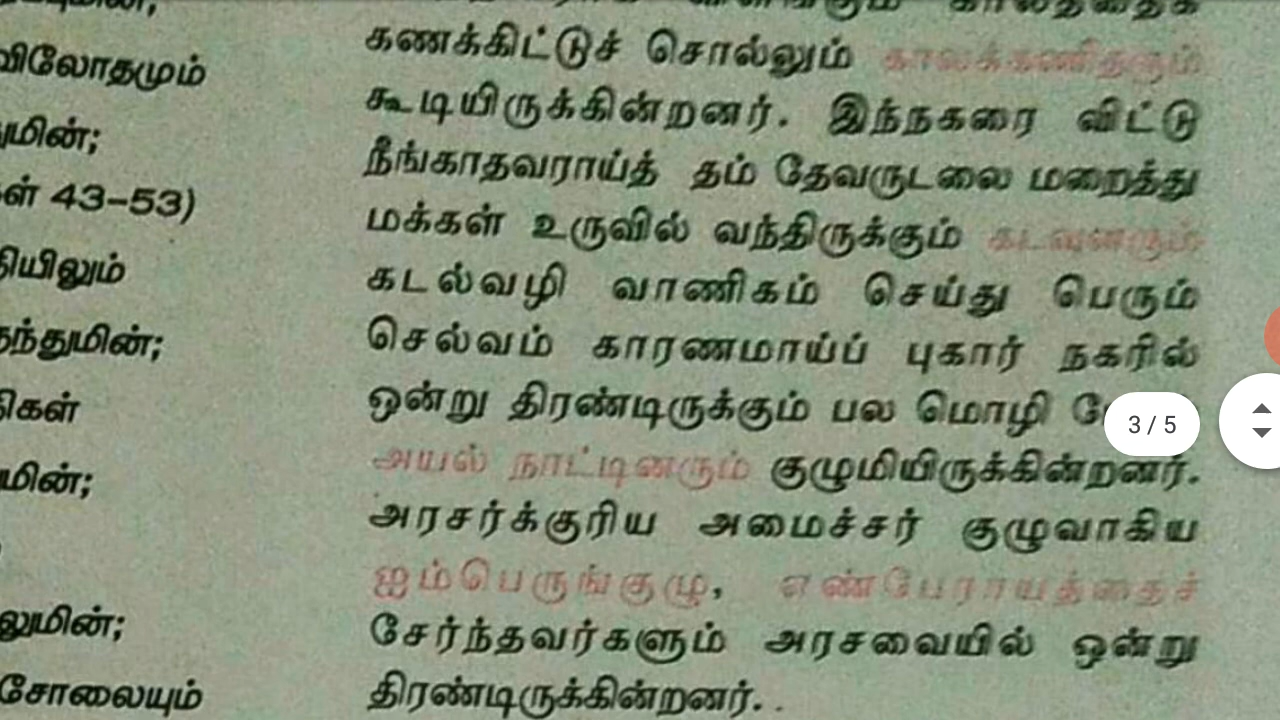 விலோதமும்
மின்;
43-53)
யிலும்
ந்துமின்;
கள்
மின்;
லுமின்;
சோலையும்
கணக்கிட்டுச் சொல்லும் காலக்கணிதரும்
கூடியிருக்கின்றனர். இந்நகரை விட்டு
நீங்காதவராய்த் தம் தேவருடலை மறைத்து
மக்கள் உருவில் வந்திருக்கும் கடவுளரும்
கடல்வழி வாணிகம் செய்து பெரும்
செல்வம் காரணமாய்ப் புகார் நகரில்
ஒன்று திரண்டிருக்கும் பல மொழி
அயல் நாட்டினரும் குழுமியிருக்கின்றனர்.
அரசர்க்குரிய அமைச்சர் குழுவாகிய
ஐம்பெருங்குழு, எண்பேராயத்தைச்
சேர்ந்தவர்களும் அரசவையில் ஒன்று
திரண்டிருக்கின்றனர். .
3 / 5